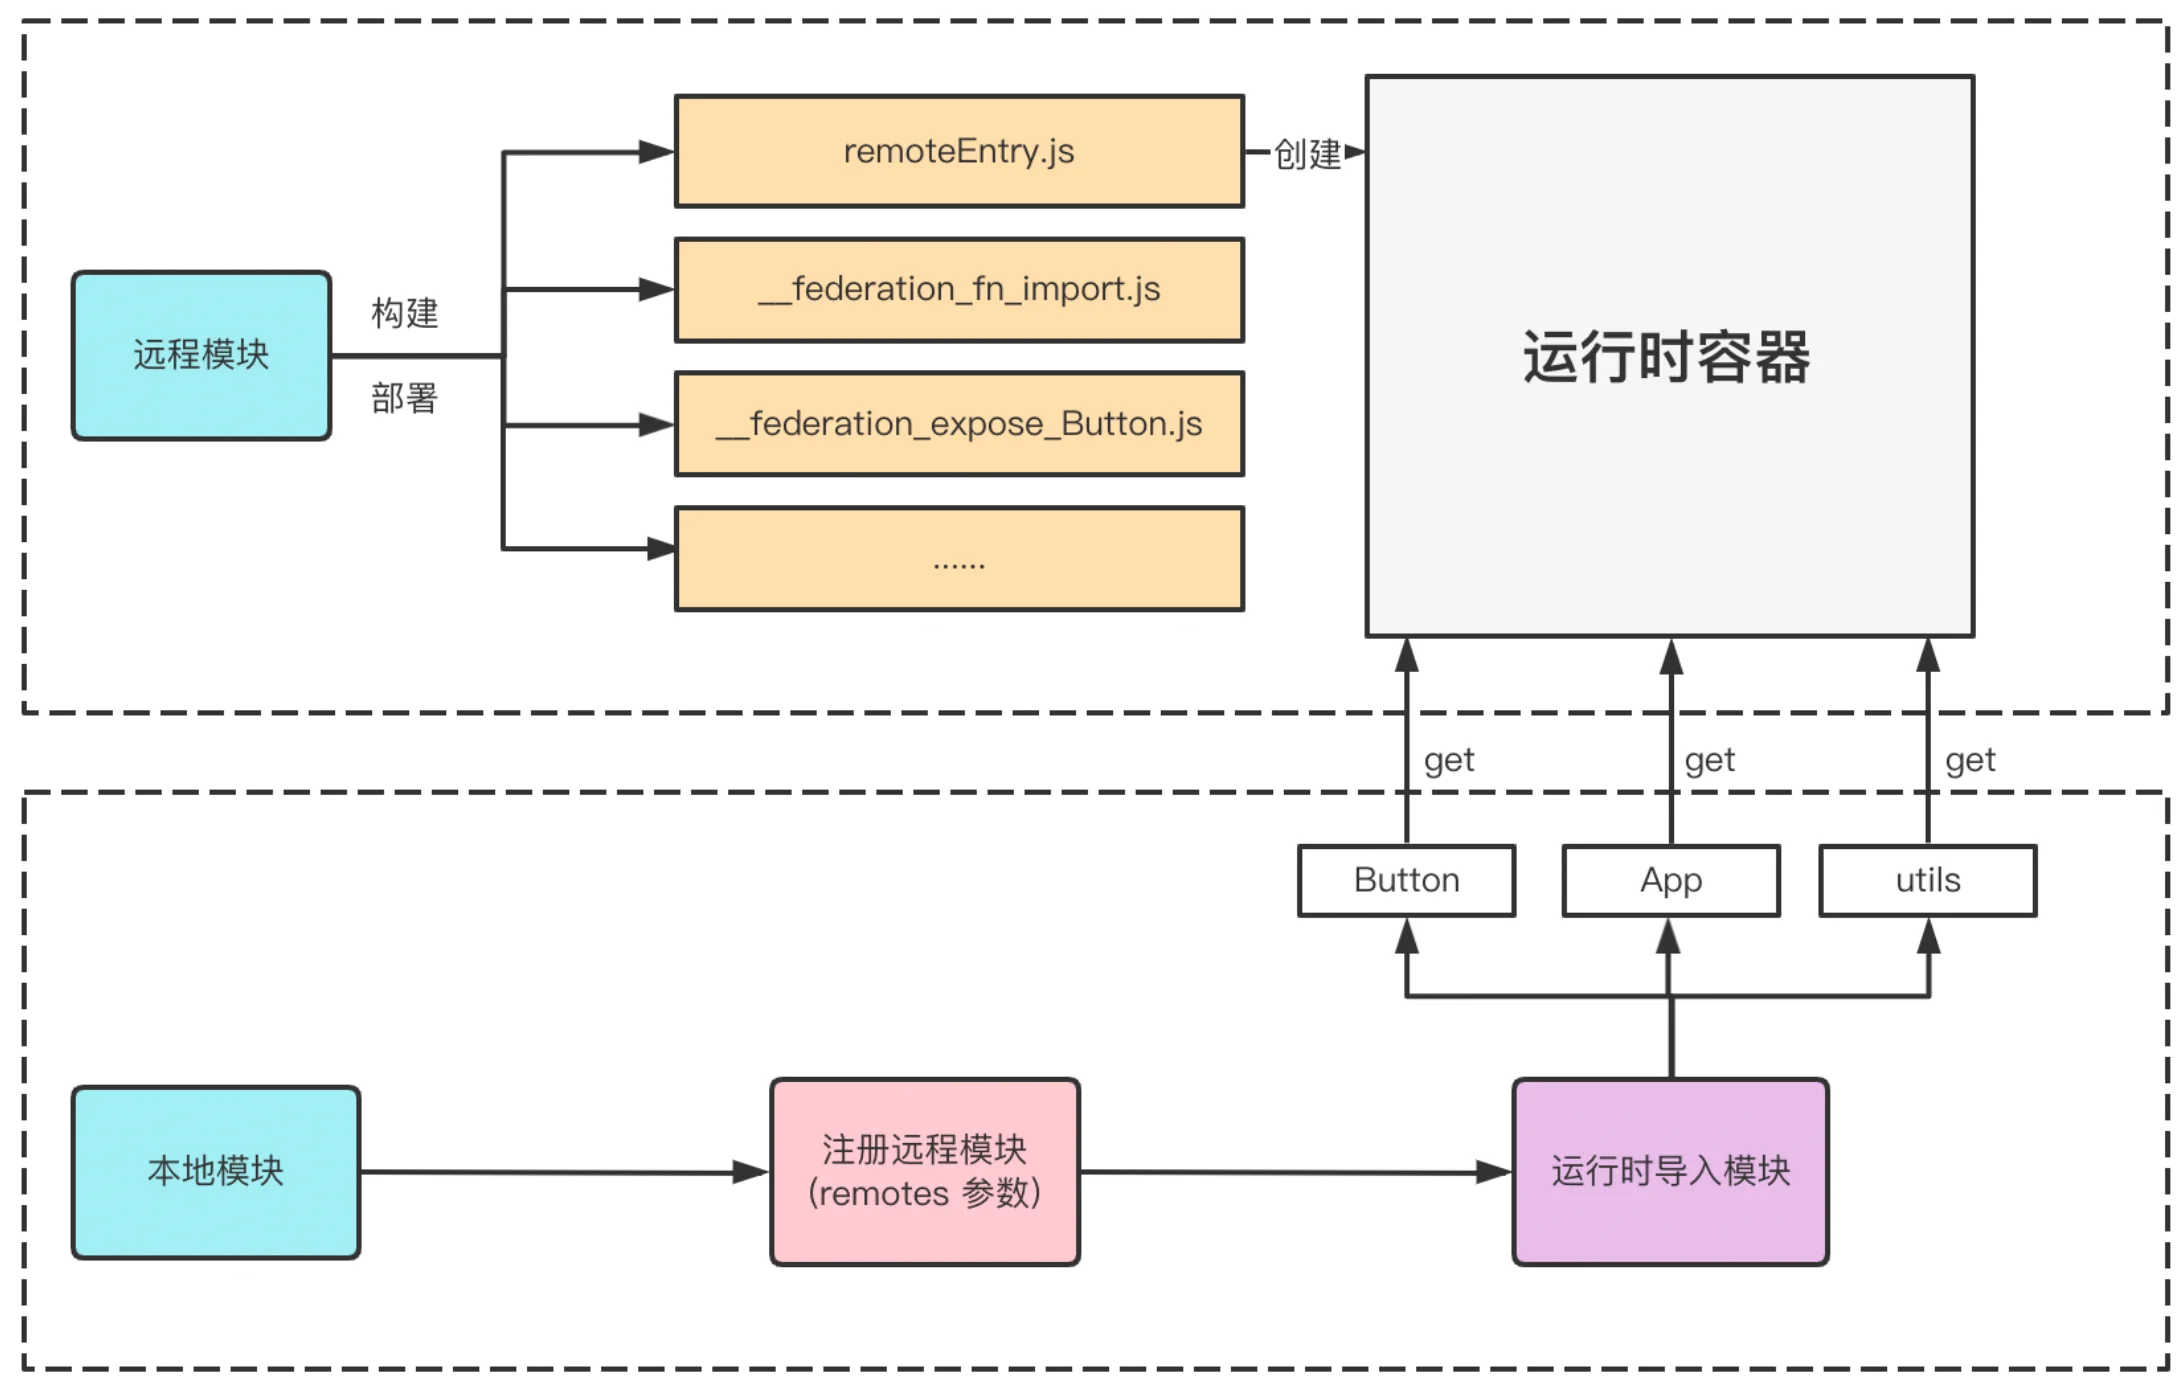 remoteEntry.js
创建
__federation_fn_import.js
构建
远程模块
运行时容器
部署
__federation_expose_Button.js
......
get
get
get
Button
App
utils
本地模块
注册远程模块
(remotes 参数)
运行时导入模块